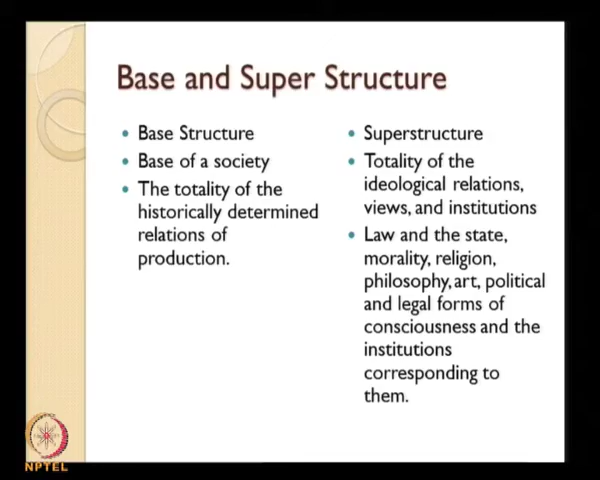 Base and Super Structure
Base Structure
Base of a society
The totality of the
historically determined
relations of
production.
Superstructure
Totality of the
ideological relations,
views, and institutions
Law and the state,
morality, religion,
philosophy, art, political
and legal forms of
consciousness and the
institutions
corresponding to
them.
NPTEL